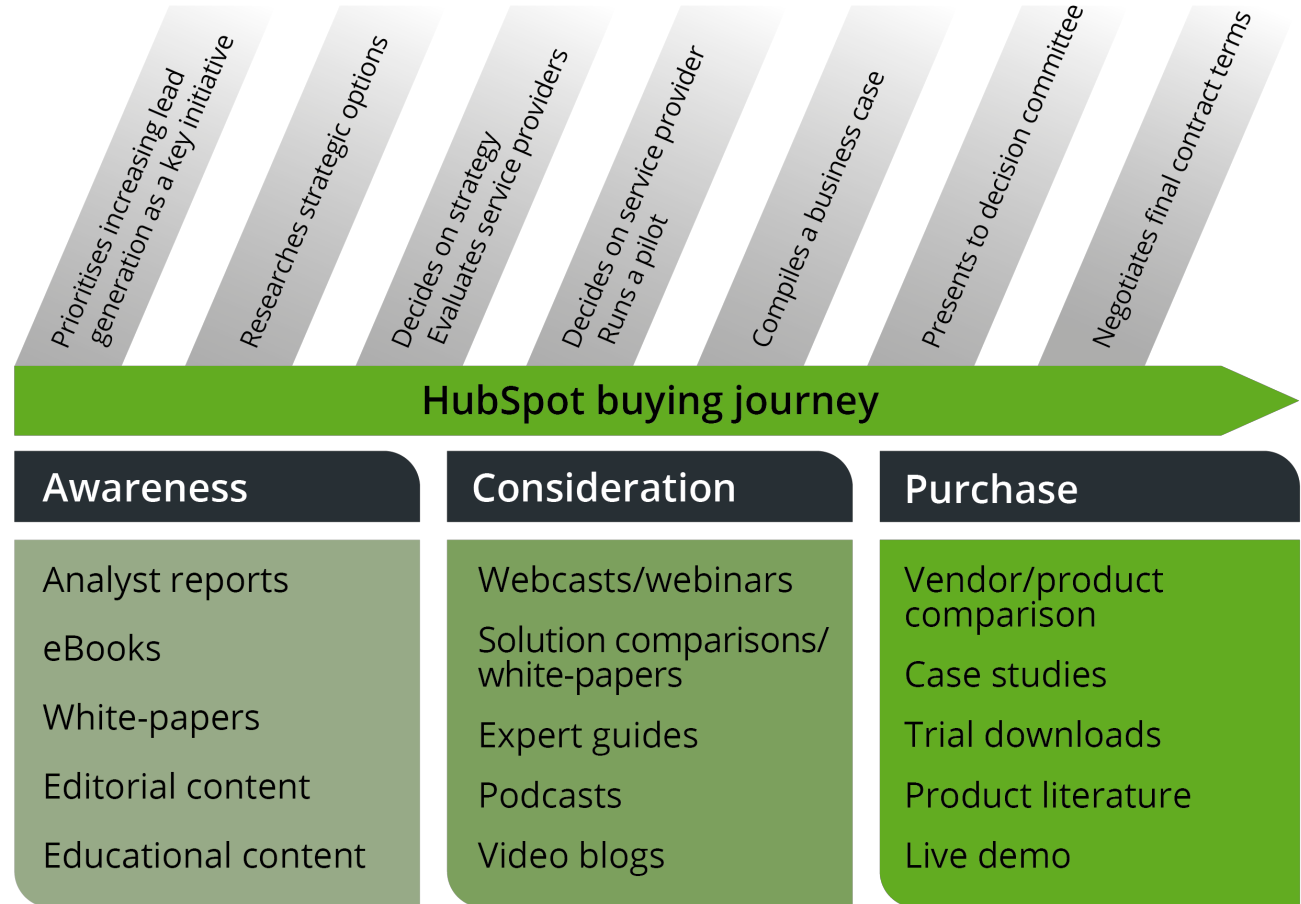 Prioritises increasing lead
generation as a key initiative
Researches strategic options
Decides on strategy
Evaluates service providers
Decides on service provider
Runs a pilot
Compiles a business case
Presents to decision committee
Negotiates final contract terms
HubSpot buying journey
Awareness
Analyst reports
eBooks
White-papers
Editorial content
Educational content
Consideration
Webcasts/webinars
Solution comparisons/
white-papers
Expert guides
Podcasts
Video blogs
Purchase
Vendor/product
comparison
Case studies
Trial downloads
Product literature
Live demo